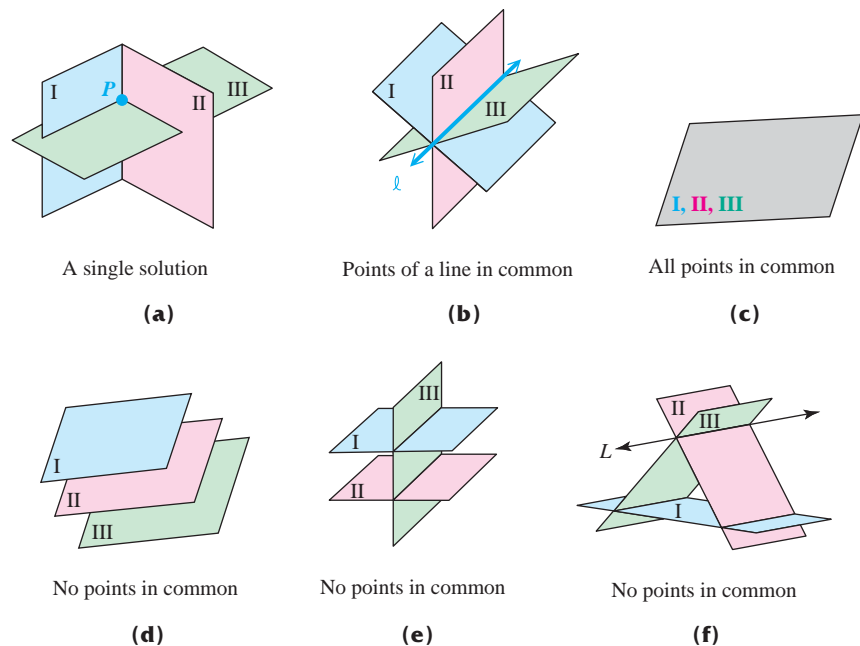 I
P
II
III
A single solution
(a)
I
II
III
ℓ
Points of a line in common
(b)
I, II, III
All points in common
(c)
I
II
III
No points in common
(d)
III
I
II
No points in common
(e)
II
III
L
I
No points in common
(f)